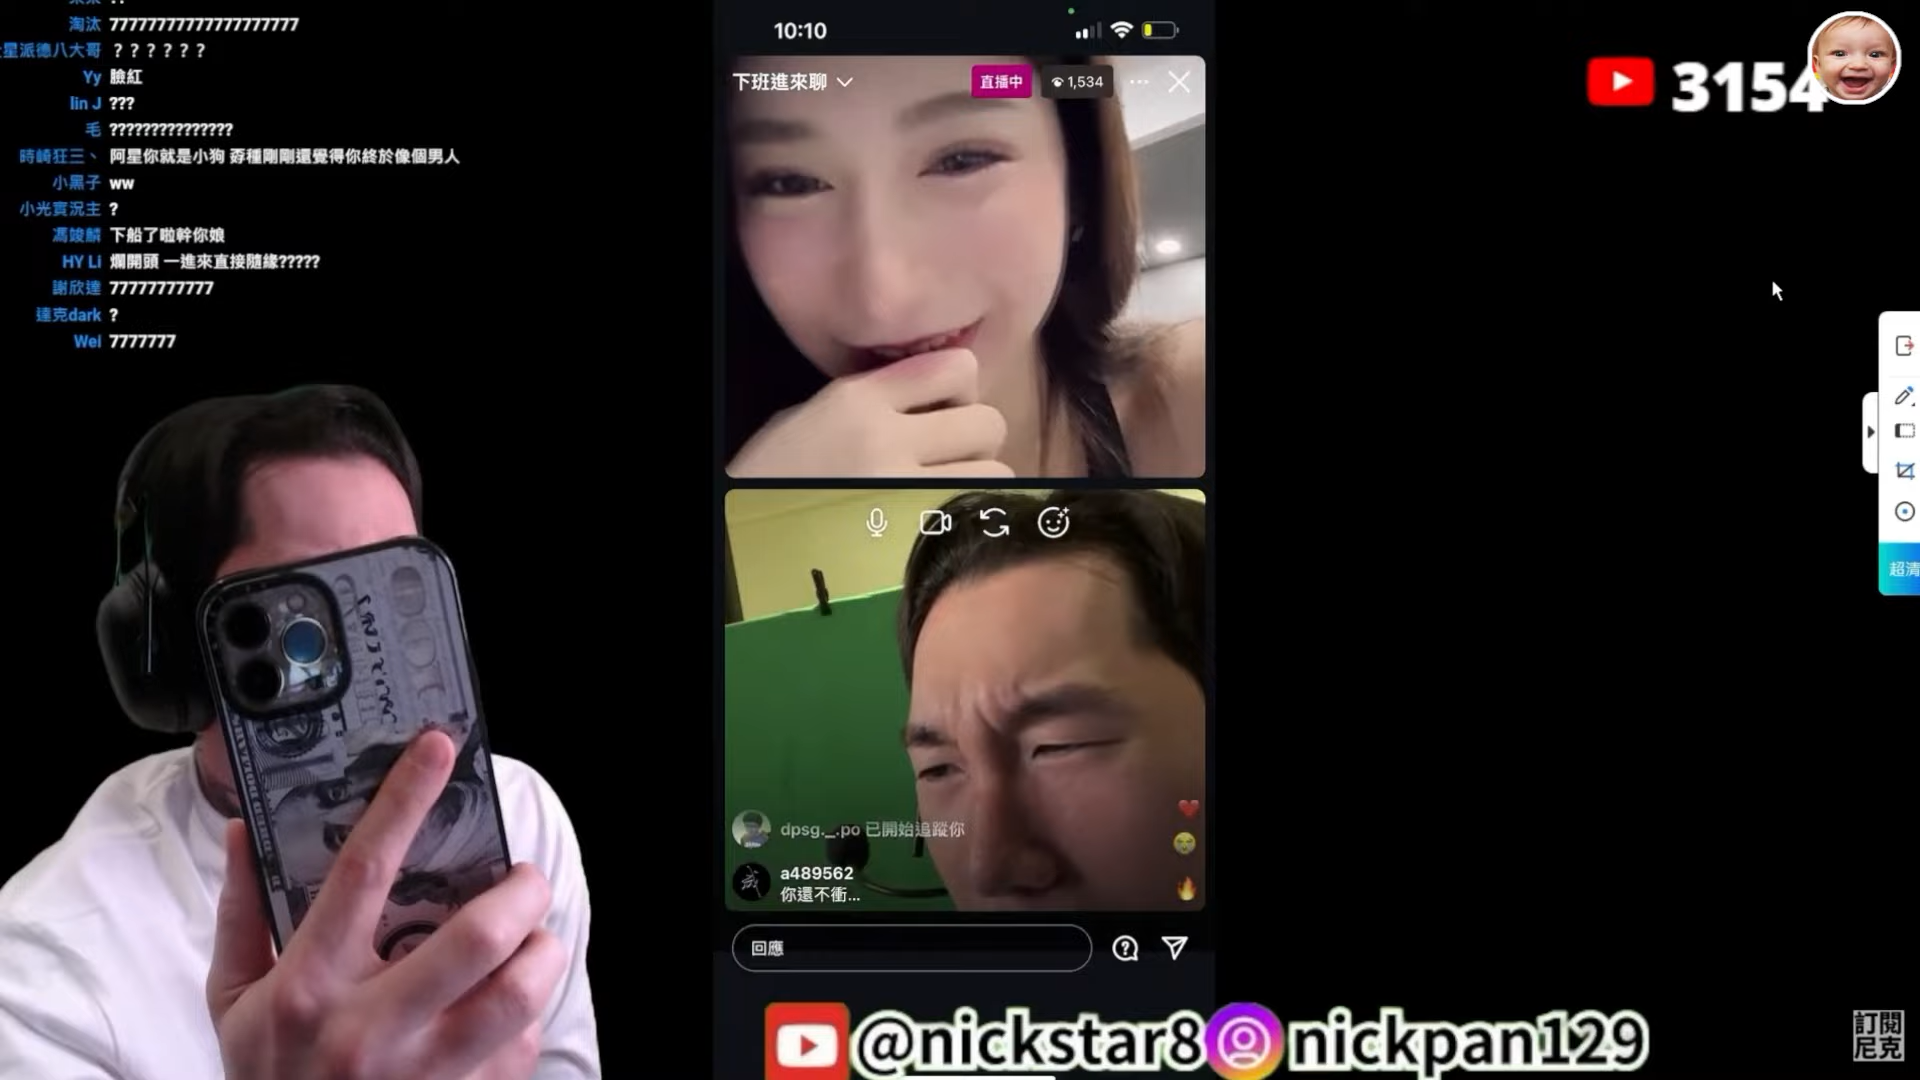 淘汰 77777777777777777777
星派德八大哥 ？？？？？？
Yy 臉紅
lin J ???
毛 ???????????????
時崎狂三丶 阿星你就是小狗 孬種剛剛還覺得你終於像個男人
小黑子 ww
小光實況主 ?
馮竣麟 下船了啦幹你娘
HY Li 爛開頭 一進來直接隨緣?????
謝欣達 77777777777
達克dark ?
Wei 7777777
10:10
下班進來聊
直播中
1,534
3154
超清
dpsg._.po 已開始追蹤你
a489562
你還不衝...
回應
@nickstar8
nickpan129
訂閱
尼克